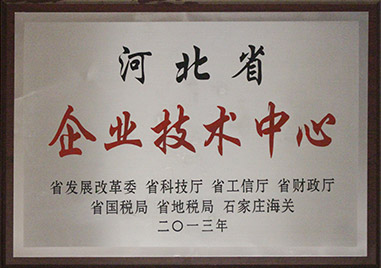 河北省
企业技术中心
省发展改革委 省科技厅 省工信厅 省财政厅
省国税局 省地税局 石家庄海关
二〇一三年